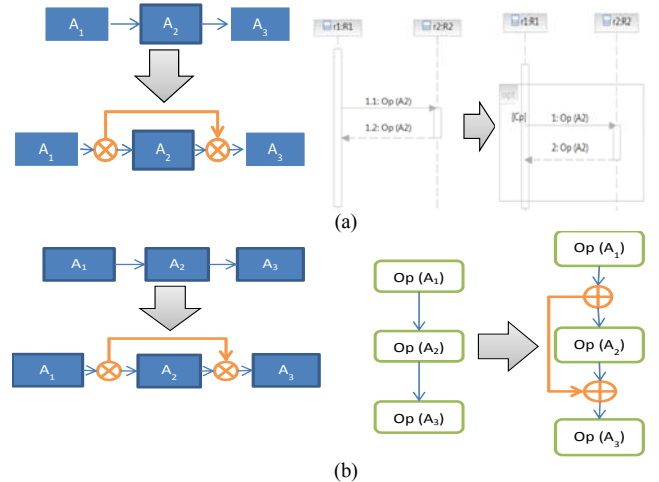 A₁ A₂ A₃
A₁ A₂ A₃
r1:R1 r2:R2
1.1: Op (A2)
1.2: Op (A2)
r1:R1 r2:R2
opt
[Cp] 1: Op (A2)
2: Op (A2)
(a)
A₁ A₂ A₃
A₁ A₂ A₃
Op (A₁)
Op (A₂)
Op (A₃)
Op (A₁)
Op (A₂)
Op (A₃)
(b)